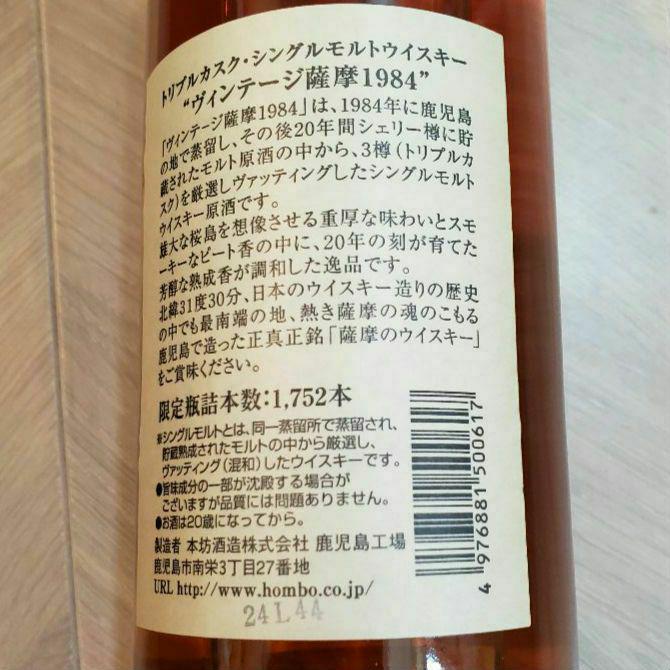 トリプルカスク・シングルモルトウイスキー
“ヴィンテージ薩摩1984”
「ヴィンテージ薩摩1984」は、1984年に鹿児島
の地で蒸留し、その後20年間シェリー樽に貯
蔵されたモルト原酒の中から、3樽(トリプルカ
スク)を厳選しヴァッティングしたシングルモルト
ウイスキー原酒です。
雄大な桜島を想像させる重厚な味わいとスモ
ーキーなピート香の中に、20年の刻が育てた
芳醇な熟成香が調和した逸品です。
北緯31度30分、日本のウイスキー造りの歴史
の中でも最南端の地、熱き薩摩の魂のこもる
鹿児島で造った正真正銘「薩摩のウイスキー」
をご賞味ください。
限定瓶詰本数:1,752本
※シングルモルトとは、同一蒸留所で蒸留され、
貯蔵熟成されたモルトの中から厳選し、
ヴァッティング(混和)したウイスキーです。
●旨味成分の一部が沈殿する場合が
ございますが品質には問題ありません。
●お酒は20歳になってから。
製造者 本坊酒造株式会社 鹿児島工場
鹿児島市南栄3丁目27番地
URL http://www.hombo.co.jp/
24L44
4 976881 500617